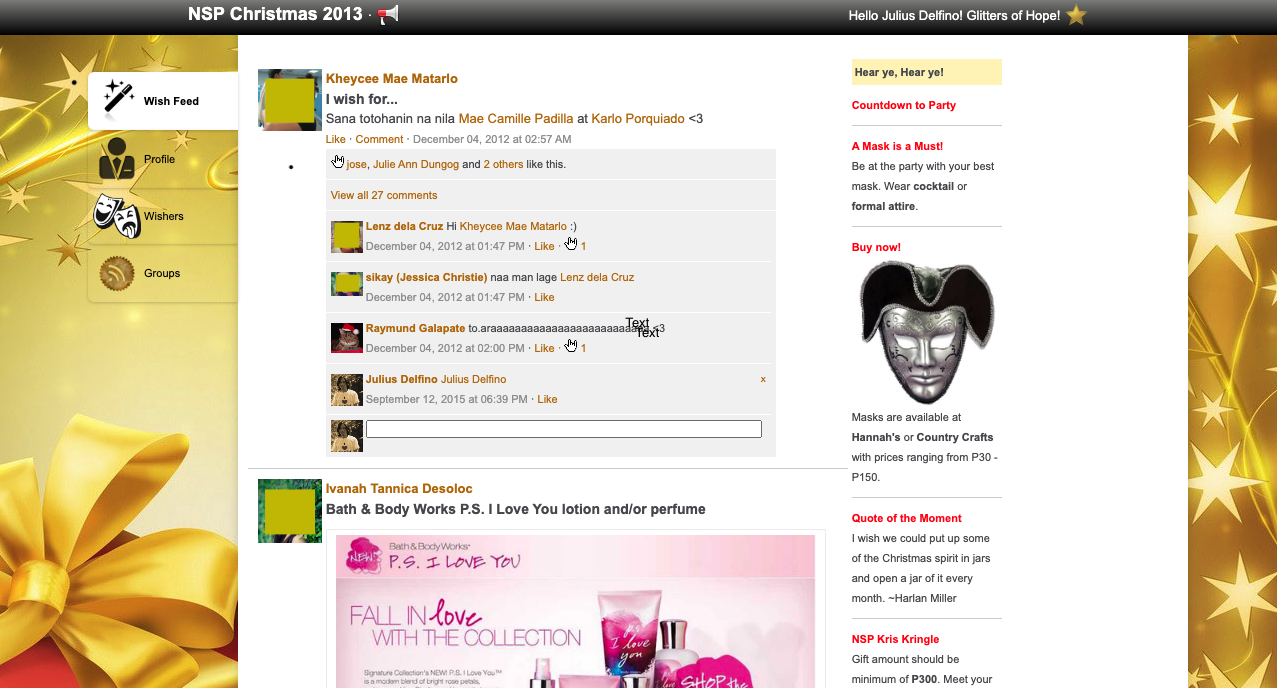 NSP Christmas 2013 ·
Hello Julius Delfino! Glitters of Hope!
Wish Feed
Profile
Wishers
Groups
Kheycee Mae Matarlo
I wish for...
Sana totohanin na nila Mae Camille Padilla at Karlo Porquiado <3
Like · Comment · December 04, 2012 at 02:57 AM
jose, Julie Ann Dungog and 2 others like this.
View all 27 comments
Lenz dela Cruz Hi Kheycee Mae Matarlo :)
December 04, 2012 at 01:47 PM · Like · 1
sikay (Jessica Christie) naa man lage Lenz dela Cruz
December 04, 2012 at 01:47 PM · Like
Raymund Galapate <3
Text
Text
December 04, 2012 at 02:00 PM · Like · 1
Julius Delfino Julius Delfino x
September 12, 2015 at 06:39 PM · Like
Ivanah Tannica Desoloc
Bath & Body Works P.S. I Love You lotion and/or perfume
NEW!
Bath & Body Works
P.S. I LOVE YOU
FALL IN love
WITH THE COLLECTION
Signature Collection's NEW! P.S. I Love You™
is a modern blend of bright rose petals,
P.S. I love you
SHOP the
Hear ye, Hear ye!
Countdown to Party
A Mask is a Must!
Be at the party with your best
mask. Wear cocktail or
formal attire.
Buy now!
Masks are available at
Hannah's or Country Crafts
with prices ranging from P30 -
P150.
Quote of the Moment
I wish we could put up some
of the Christmas spirit in jars
and open a jar of it every
month. ~Harlan Miller
NSP Kris Kringle
Gift amount should be
minimum of P300. Meet your